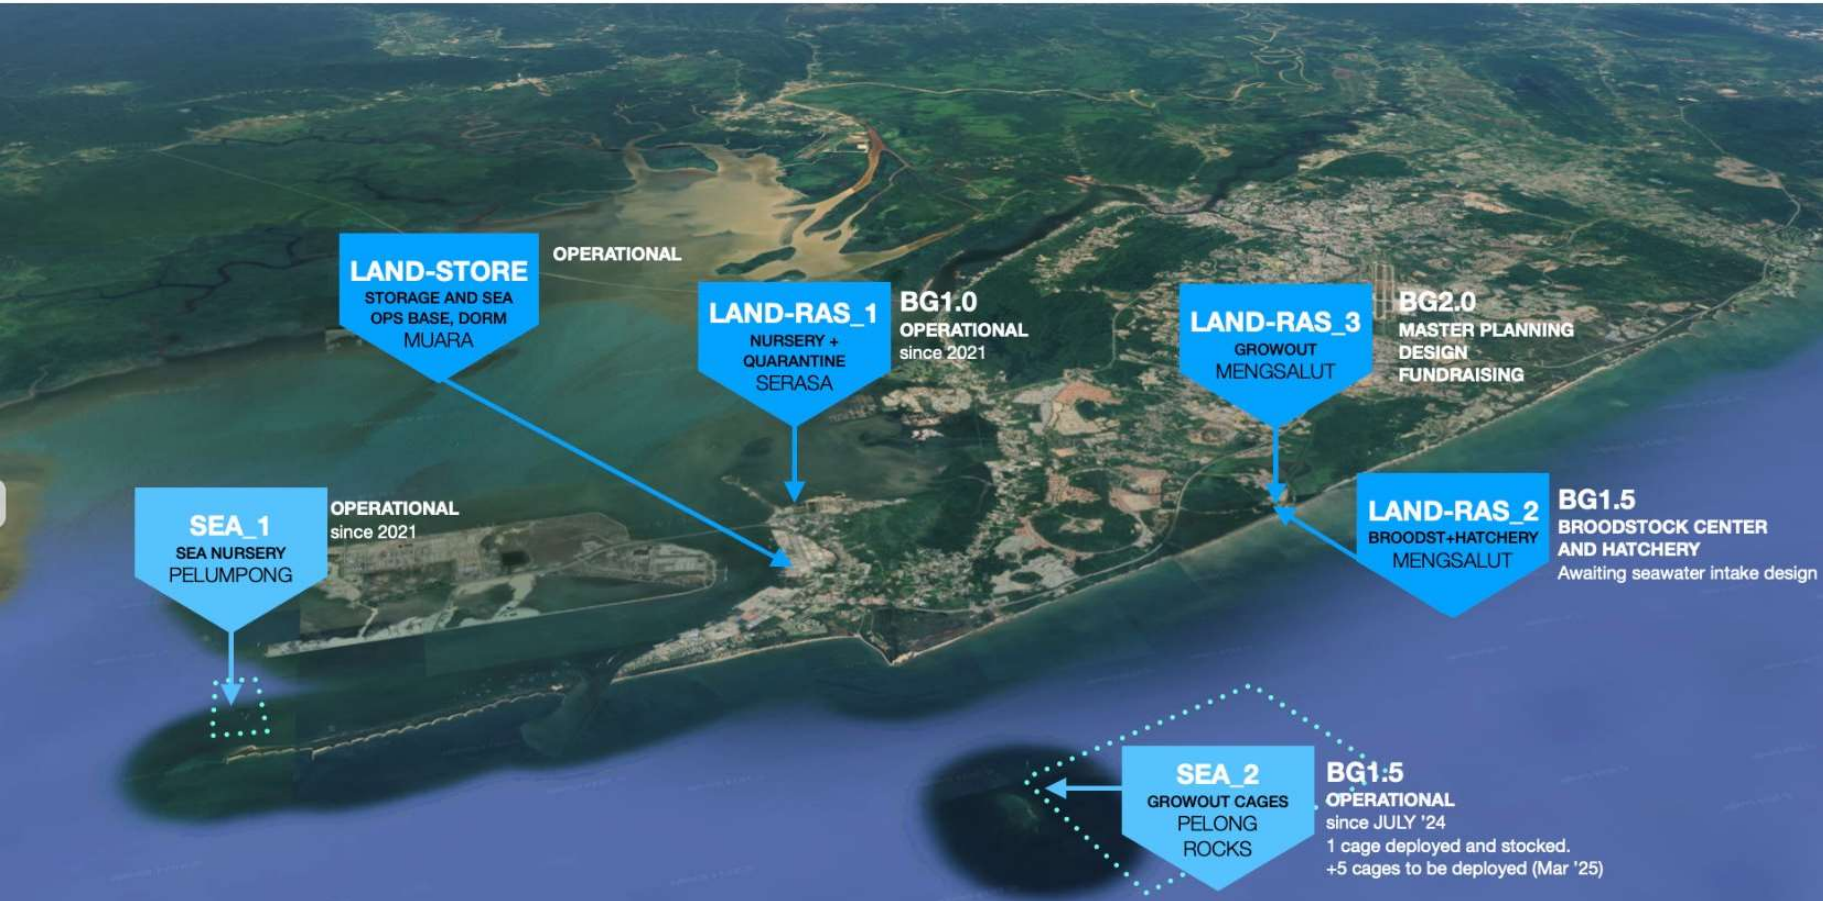 LAND-STORE
STORAGE AND SEA
OPS BASE, DORM
MUARA
OPERATIONAL
LAND-RAS_1
NURSERY +
QUARANTINE
SERASA
BG1.0
OPERATIONAL
since 2021
LAND-RAS_3
GROWOUT
MENGSALUT
BG2.0
MASTER PLANNING
DESIGN
FUNDRAISING
SEA_1
SEA NURSERY
PELUMPONG
OPERATIONAL
since 2021
LAND-RAS_2
BROODST+HATCHERY
MENGSALUT
BG1.5
BROODSTOCK CENTER
AND HATCHERY
Awaiting seawater intake design
SEA_2
GROWOUT CAGES
PELONG
ROCKS
BG1.5
OPERATIONAL
since JULY '24
1 cage deployed and stocked.
+5 cages to be deployed (Mar '25)